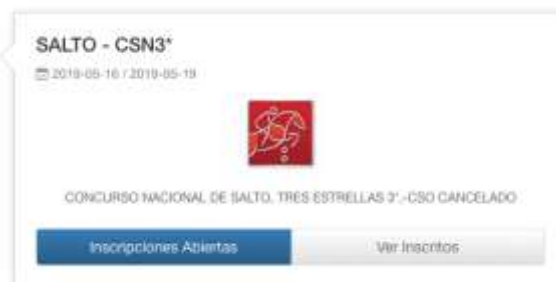 SALTO - CSN3*
2019-05-16 / 2019-05-19
CONCURSO NACIONAL DE SALTO, TRES ESTRELLAS 3*.-CSO CANCELADO
Inscripciones Abiertas
Ver Inscritos